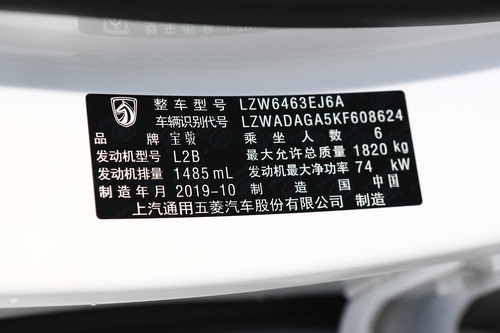 整车型号 LZW6463EJ6A
车辆识别代号 LZWADAGA5KF608624
品牌 宝骏 乘坐人数 6
发动机型号 L2B 最大允许总质量 1820 kg
发动机排量 1485 mL 发动机最大净功率 74 kW
制造年月 2019-10 制造国 中国
上汽通用五菱汽车股份有限公司 制造